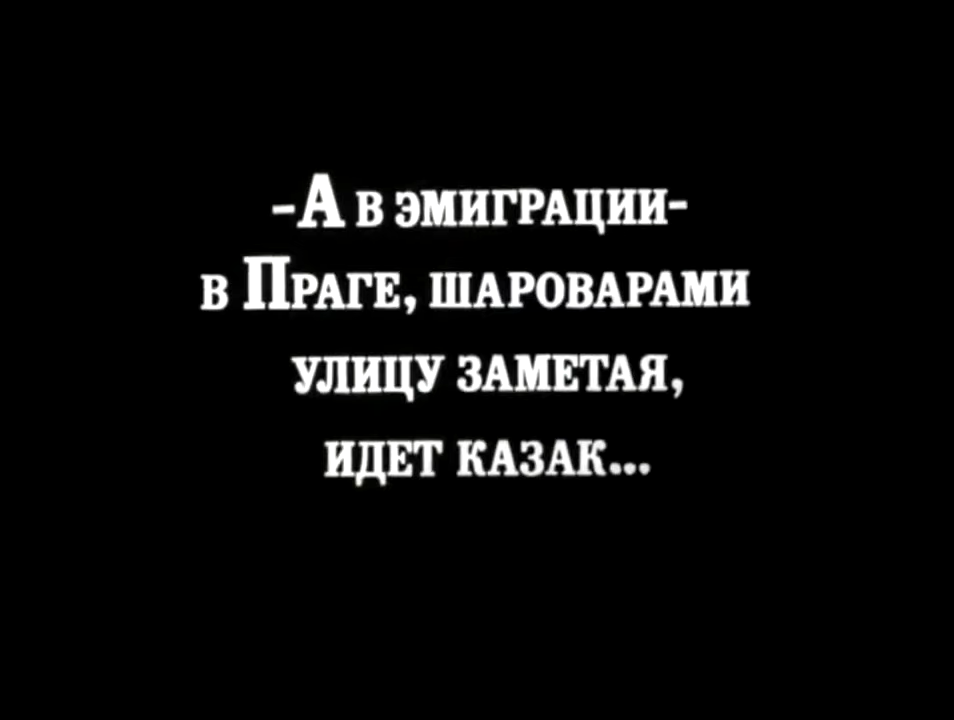 -А в эмиграции-
в Праге, шароварами
улицу заметая,
идет казак...